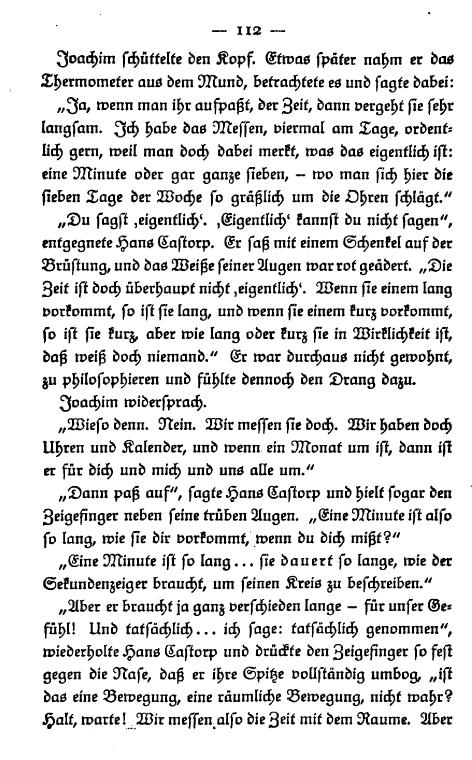 — 112 —
Joachim schüttelte den Kopf. Etwas später nahm er das
Thermometer aus dem Mund, betrachtete es und sagte dabei:
„Ja, wenn man ihr aufpaßt, der Zeit, dann vergeht sie sehr
langsam. Ich habe das Messen, viermal am Tage, ordent-
lich gern, weil man doch dabei merkt, was das eigentlich ist:
eine Minute oder gar ganze sieben, – wo man sich hier die
sieben Tage der Woche so gräßlich um die Ohren schlägt.“
„Du sagst ‚eigentlich‘. ‚Eigentlich‘ kannst du nicht sagen“,
entgegnete Hans Castorp. Er saß mit einem Schenkel auf der
Brüstung, und das Weiße seiner Augen war rot geädert. „Die
Zeit ist doch überhaupt nicht ‚eigentlich‘. Wenn sie einem lang
vorkommt, so ist sie lang, und wenn sie einem kurz vorkommt,
so ist sie kurz, aber wie lang oder kurz sie in Wirklichkeit ist,
daß weiß doch niemand.“ Er war durchaus nicht gewohnt,
zu philosophieren und fühlte dennoch den Drang dazu.
Joachim widersprach.
„Wieso denn. Nein. Wir messen sie doch. Wir haben doch
Uhren und Kalender, und wenn ein Monat um ist, dann ist
er für dich und mich und uns alle um.“
„Dann paß auf“, sagte Hans Castorp und hielt sogar den
Zeigefinger neben seine trüben Augen. „Eine Minute ist also
so lang, wie sie dir vorkommt, wenn du dich mißt?“
„Eine Minute ist so lang... sie dauert so lange, wie der
Sekundenzeiger braucht, um seinen Kreis zu beschreiben.“
„Aber er braucht ja ganz verschieden lange – für unser Ge-
fühl! Und tatsächlich... ich sage: tatsächlich genommen“,
wiederholte Hans Castorp und drückte den Zeigefinger so fest
gegen die Nase, daß er ihre Spitze vollständig umbog, „ist
das eine Bewegung, eine räumliche Bewegung, nicht wahr?
Halt, warte! Wir messen also die Zeit mit dem Raume. Aber